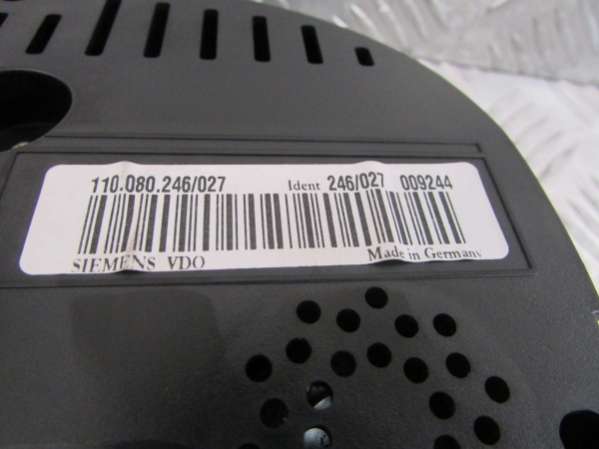 110.080.246/027 Ident 246/027 009244
SIEMENS VDO Made in Germany